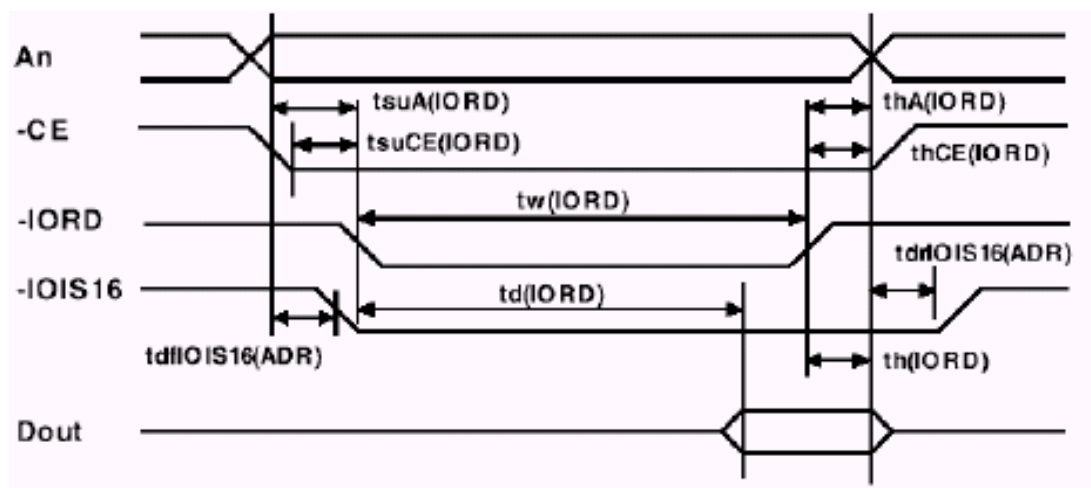 An
tsuA(IORD)
thA(IORD)
-CE
tsuCE(IORD)
thCE(IORD)
tw(IORD)
-IORD
tdrIOIS16(ADR)
-IOIS16
td(IORD)
tdfIOIS16(ADR)
th(IORD)
Dout